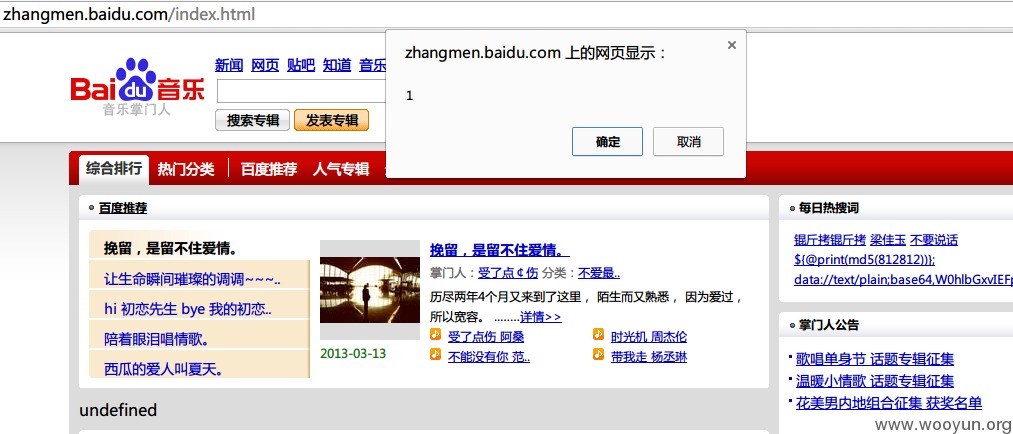 zhangmen.baidu.com/index.html
zhangmen.baidu.com 上的网页显示：
1
确定 取消
Bai du 音乐
音乐掌门人
新闻 网页 贴吧 知道 音乐
搜索专辑 发表专辑
综合排行 热门分类 百度推荐 人气专辑
百度推荐
挽留，是留不住爱情。
让生命瞬间璀璨的调调~~~..
hi 初恋先生 bye 我的初恋..
陪着眼泪唱情歌。
西瓜的爱人叫夏天。
2013-03-13
挽留，是留不住爱情。
掌门人：受了点￠伤 分类：不爱最..
历尽两年4个月又来到了这里， 陌生而又熟悉， 因为爱过，
所以宽容。 ........详情>>
受了点伤 阿桑 时光机 周杰伦
不能没有你 范.. 带我走 杨丞琳
undefined
每日热搜词
锟斤拷锟斤拷 梁佳玉 不要说话
${@print(md5(812812))};
data://text/plain;base64,W0hlbGxvIEFp
掌门人公告
歌唱单身节 话题专辑征集
温暖小情歌 话题专辑征集
花美男内地组合征集 获奖名单
www.wooyun.org